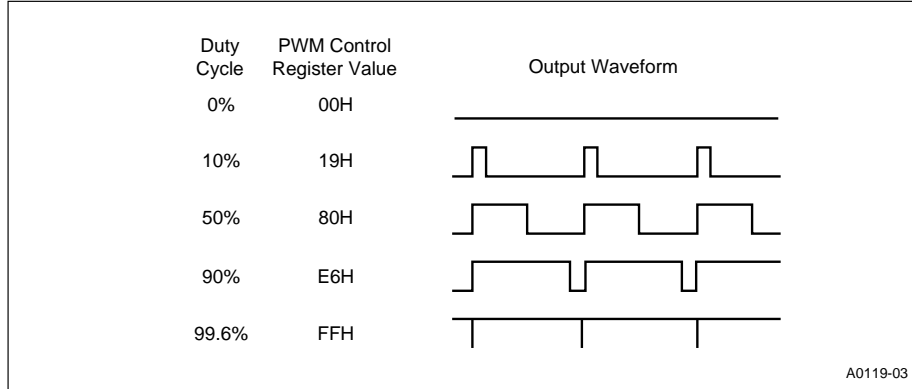 Duty Cycle PWM Control Register Value Output Waveform
0% 00H
10% 19H
50% 80H
90% E6H
99.6% FFH
A0119-03